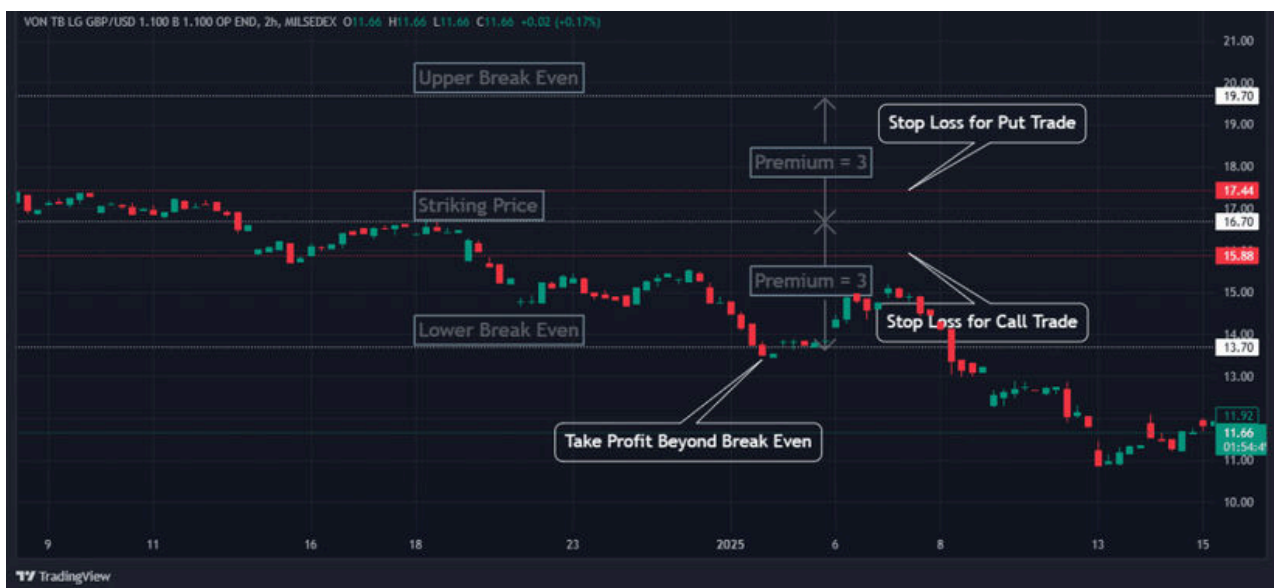 VON TB LG GBP/USD 1.100 B 1.100 OP END, 2h, MILSEDEX O11.66 H11.66 L11.66 C11.66 +0.02 (+0.17%)
21.00
Upper Break Even
20.00
19.70
Stop Loss for Put Trade
19.00
Premium = 3
18.00
17.44
Striking Price
17.00
16.70
15.88
Premium = 3
15.00
Stop Loss for Call Trade
Lower Break Even
14.00
13.70
13.00
Take Profit Beyond Break Even
11.92
11.66
01:54:4
11.00
10.00
9 11 16 18 23 2025 6 8 13 15
TradingView